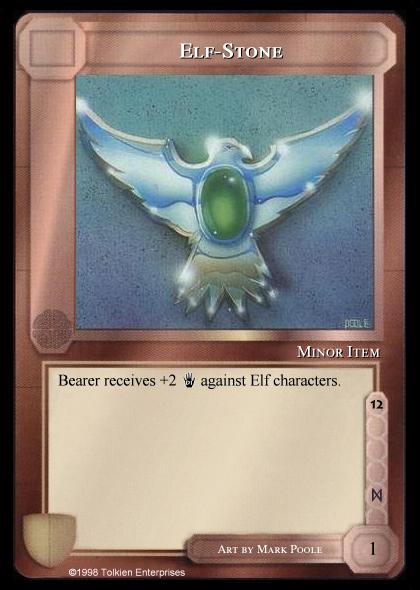 Elf-Stone
POOLE
Minor Item
Bearer receives +2 against Elf characters.
12
ᛞ
Art by Mark Poole
1
©1998 Tolkien Enterprises